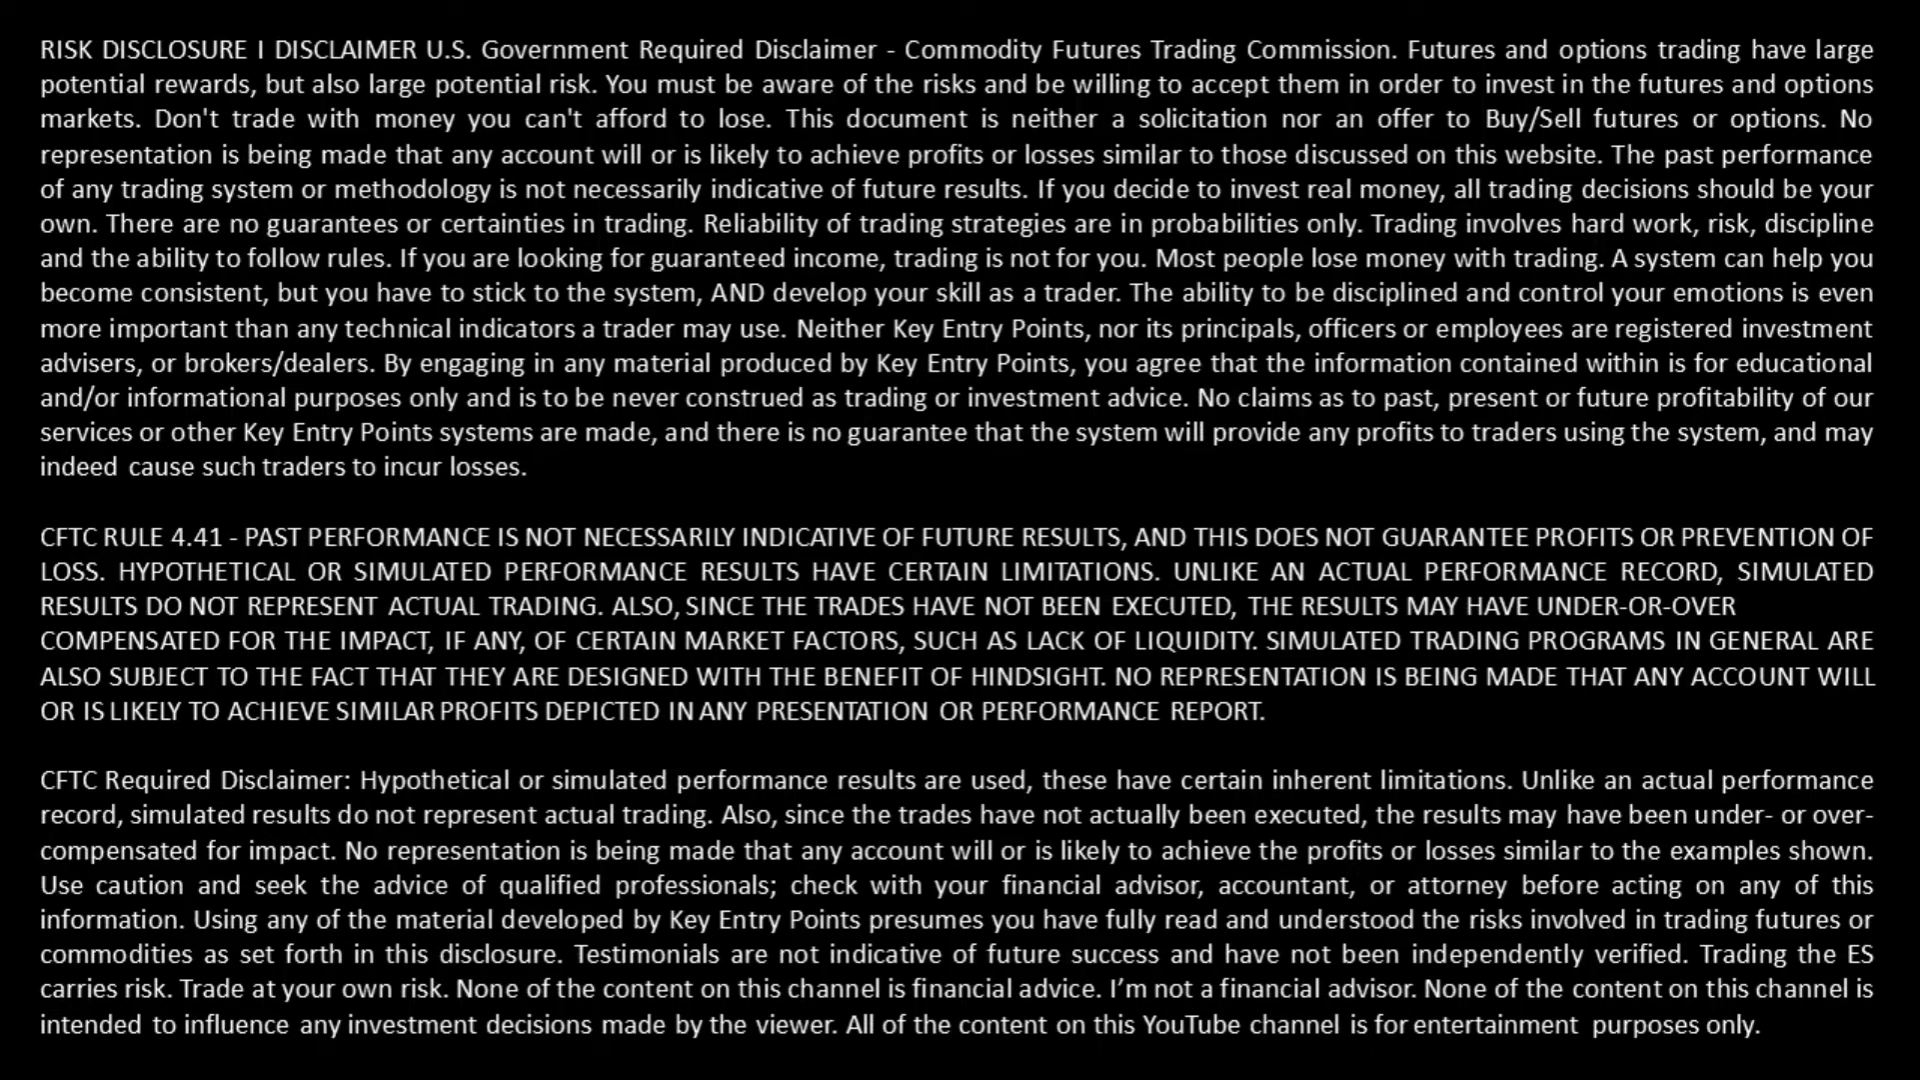 RISK DISCLOSURE I DISCLAIMER U.S. Government Required Disclaimer - Commodity Futures Trading Commission. Futures and options trading have large
potential rewards, but also large potential risk. You must be aware of the risks and be willing to accept them in order to invest in the futures and options
markets. Don't trade with money you can't afford to lose. This document is neither a solicitation nor an offer to Buy/Sell futures or options. No
representation is being made that any account will or is likely to achieve profits or losses similar to those discussed on this website. The past performance
of any trading system or methodology is not necessarily indicative of future results. If you decide to invest real money, all trading decisions should be your
own. There are no guarantees or certainties in trading. Reliability of trading strategies are in probabilities only. Trading involves hard work, risk, discipline
and the ability to follow rules. If you are looking for guaranteed income, trading is not for you. Most people lose money with trading. A system can help you
become consistent, but you have to stick to the system, AND develop your skill as a trader. The ability to be disciplined and control your emotions is even
more important than any technical indicators a trader may use. Neither Key Entry Points, nor its principals, officers or employees are registered investment
advisers, or brokers/dealers. By engaging in any material produced by Key Entry Points, you agree that the information contained within is for educational
and/or informational purposes only and is to be never construed as trading or investment advice. No claims as to past, present or future profitability of our
services or other Key Entry Points systems are made, and there is no guarantee that the system will provide any profits to traders using the system, and may
indeed cause such traders to incur losses.
CFTC RULE 4.41 - PAST PERFORMANCE IS NOT NECESSARILY INDICATIVE OF FUTURE RESULTS, AND THIS DOES NOT GUARANTEE PROFITS OR PREVENTION OF
LOSS. HYPOTHETICAL OR SIMULATED PERFORMANCE RESULTS HAVE CERTAIN LIMITATIONS. UNLIKE AN ACTUAL PERFORMANCE RECORD, SIMULATED
RESULTS DO NOT REPRESENT ACTUAL TRADING. ALSO, SINCE THE TRADES HAVE NOT BEEN EXECUTED, THE RESULTS MAY HAVE UNDER-OR-OVER
COMPENSATED FOR THE IMPACT, IF ANY, OF CERTAIN MARKET FACTORS, SUCH AS LACK OF LIQUIDITY. SIMULATED TRADING PROGRAMS IN GENERAL ARE
ALSO SUBJECT TO THE FACT THAT THEY ARE DESIGNED WITH THE BENEFIT OF HINDSIGHT. NO REPRESENTATION IS BEING MADE THAT ANY ACCOUNT WILL
OR IS LIKELY TO ACHIEVE SIMILAR PROFITS DEPICTED IN ANY PRESENTATION OR PERFORMANCE REPORT.
CFTC Required Disclaimer: Hypothetical or simulated performance results are used, these have certain inherent limitations. Unlike an actual performance
record, simulated results do not represent actual trading. Also, since the trades have not actually been executed, the results may have been under- or over-
compensated for impact. No representation is being made that any account will or is likely to achieve the profits or losses similar to the examples shown.
Use caution and seek the advice of qualified professionals; check with your financial advisor, accountant, or attorney before acting on any of this
information. Using any of the material developed by Key Entry Points presumes you have fully read and understood the risks involved in trading futures or
commodities as set forth in this disclosure. Testimonials are not indicative of future success and have not been independently verified. Trading the ES
carries risk. Trade at your own risk. None of the content on this channel is financial advice. I’m not a financial advisor. None of the content on this channel is
intended to influence any investment decisions made by the viewer. All of the content on this YouTube channel is for entertainment purposes only.